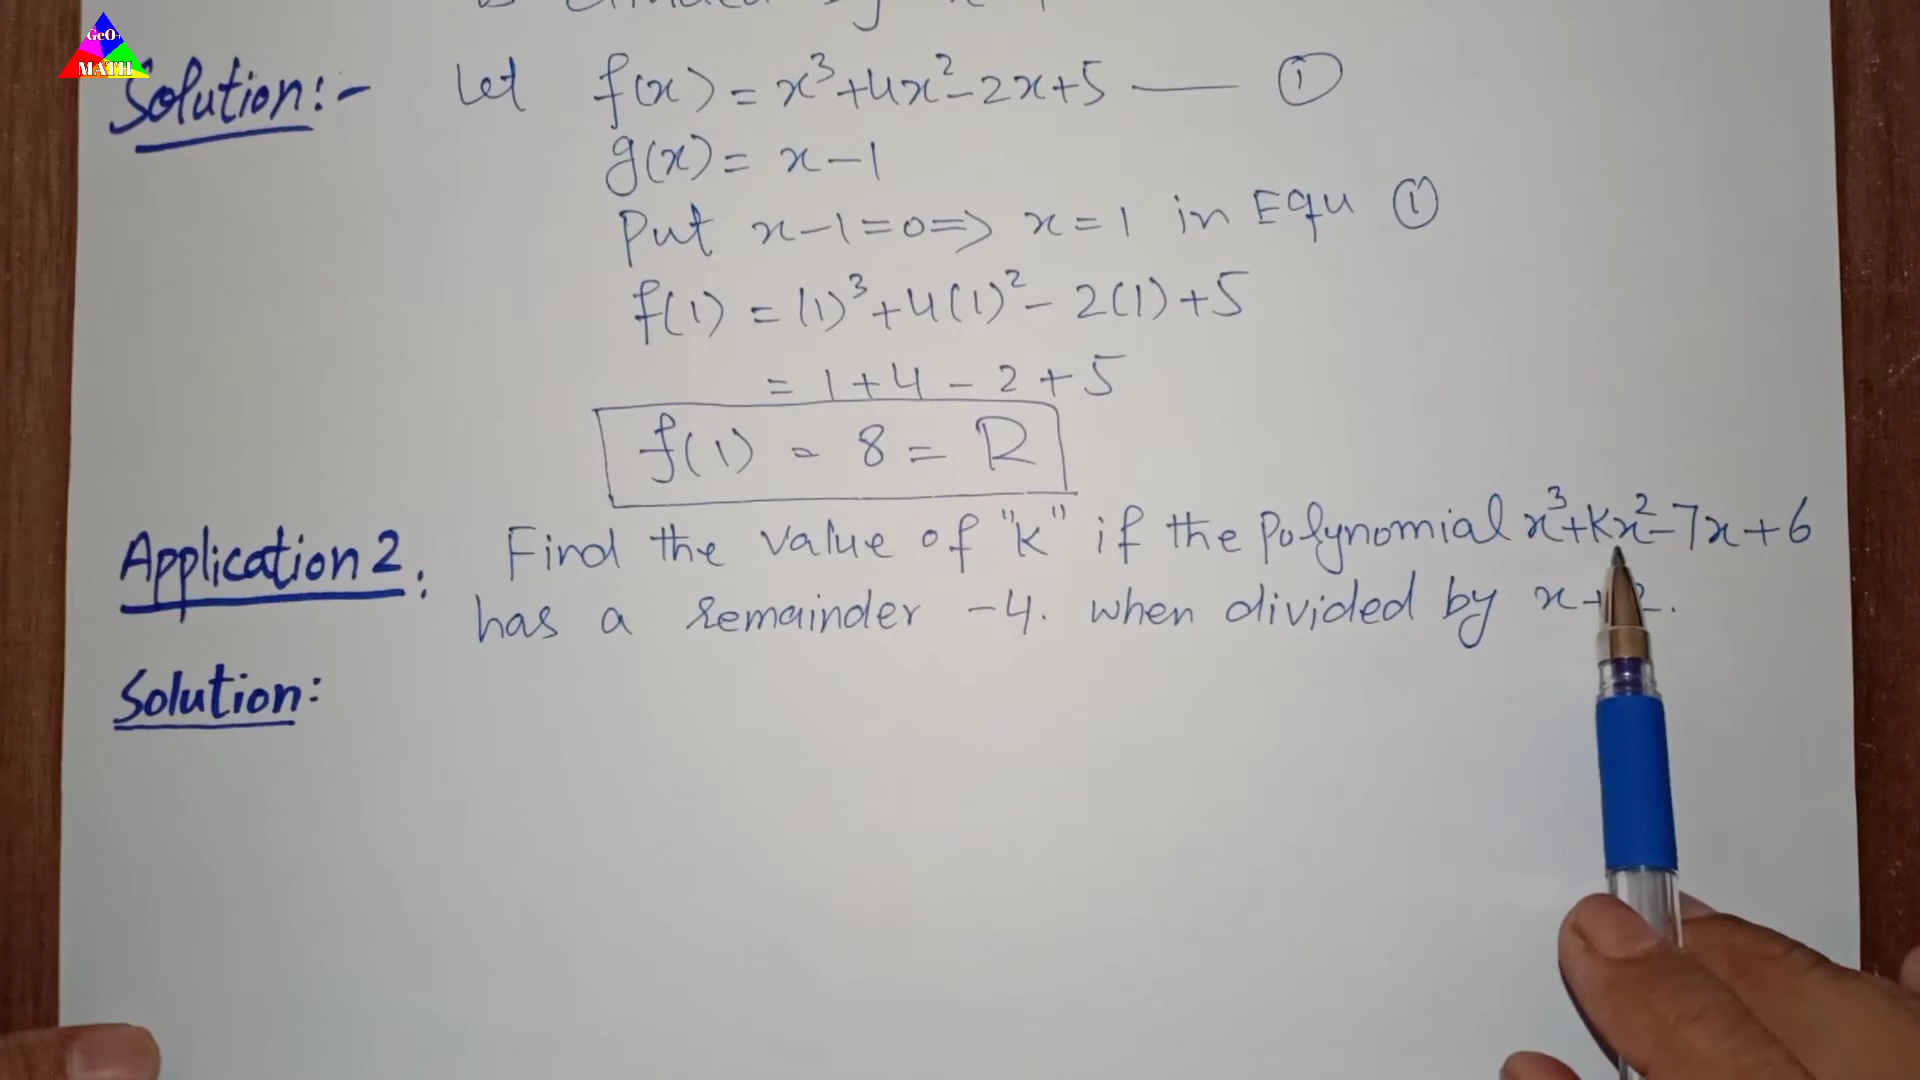 GeO+
MATH
Solution:- Let f(x) = x³+4x²-2x+5 —— ①
g(x) = x-1
Put x-1=0 => x=1 in Equ ①
f(1) = (1)³+4(1)²-2(1)+5
= 1+4-2+5
f(1) = 8 = R
Application 2. Find the value of "K" if the Polynomial x³+Kx²-7x+6
has a remainder -4. when divided by x+2.
Solution: